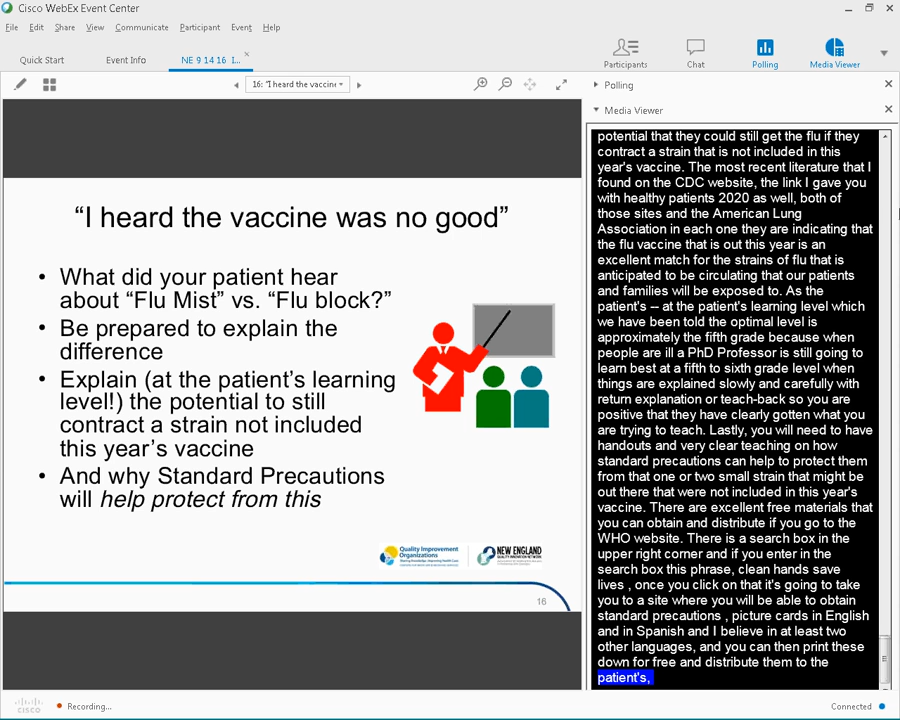 Cisco WebEx Event Center
File Edit Share View Communicate Participant Event Help
Quick Start Event Info NE 9 14 16 I...
Participants Chat Polling Media Viewer
16: "I heard the vaccin
Polling
Media Viewer
“I heard the vaccine was no good”
• What did your patient hear
about “Flu Mist” vs. “Flu block?”
• Be prepared to explain the
difference
• Explain (at the patient’s learning
level!) the potential to still
contract a strain not included
this year’s vaccine
• And why Standard Precautions
will help protect from this
Quality Improvement
Organizations
NEW ENGLAND
16
potential that they could still get the flu if they
contract a strain that is not included in this
year's vaccine. The most recent literature that I
found on the CDC website, the link I gave you
with healthy patients 2020 as well, both of
those sites and the American Lung
Association in each one they are indicating that
the flu vaccine that is out this year is an
excellent match for the strains of flu that is
anticipated to be circulating that our patients
and families will be exposed to. As the
patient's -- at the patient's learning level which
we have been told the optimal level is
approximately the fifth grade because when
people are ill a PhD Professor is still going to
learn best at a fifth to sixth grade level when
things are explained slowly and carefully with
return explanation or teach-back so you are
positive that they have clearly gotten what you
are trying to teach. Lastly, you will need to have
handouts and very clear teaching on how
standard precautions can help to protect them
from that one or two small strain that might be
out there that were not included in this year's
vaccine. There are excellent free materials that
you can obtain and distribute if you go to the
WHO website. There is a search box in the
upper right corner and if you enter in the
search box this phrase, clean hands save
lives , once you click on that it's going to take
you to a site where you will be able to obtain
standard precautions , picture cards in English
and in Spanish and I believe in at least two
other languages, and you can then print these
down for free and distribute them to the
patient's,
cisco Recording...
Connected